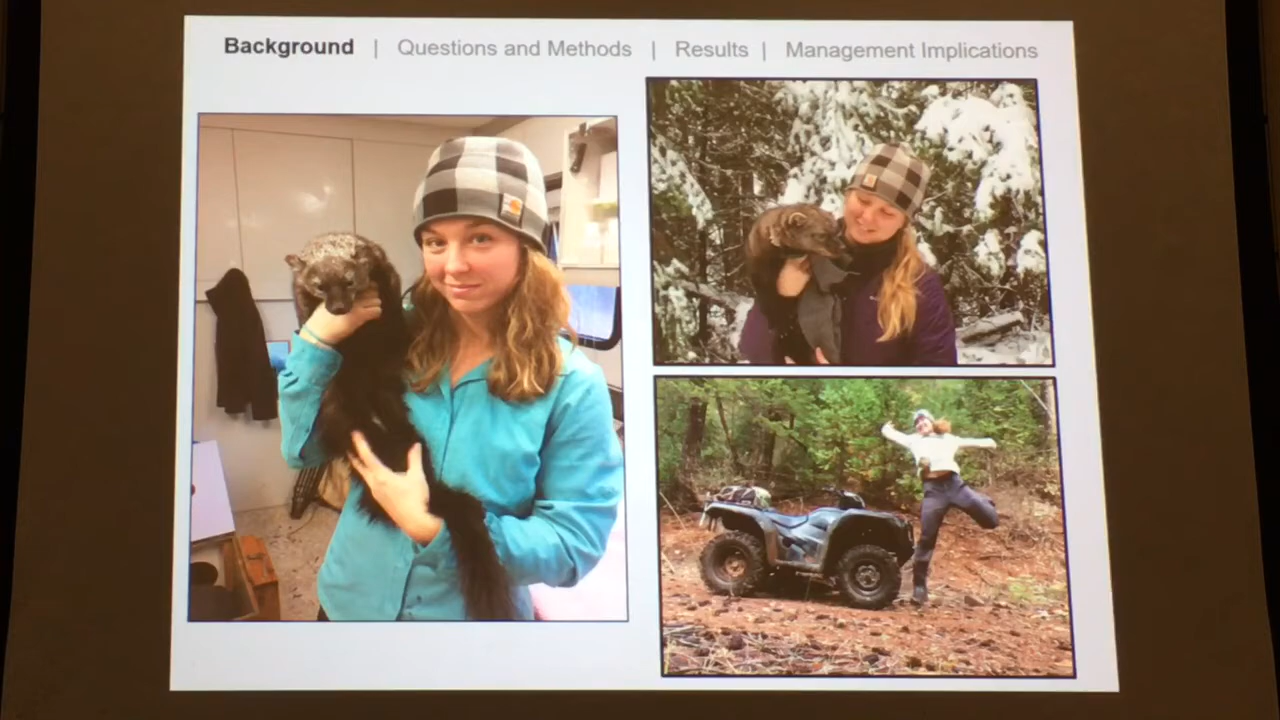 Background | Questions and Methods | Results | Management Implications